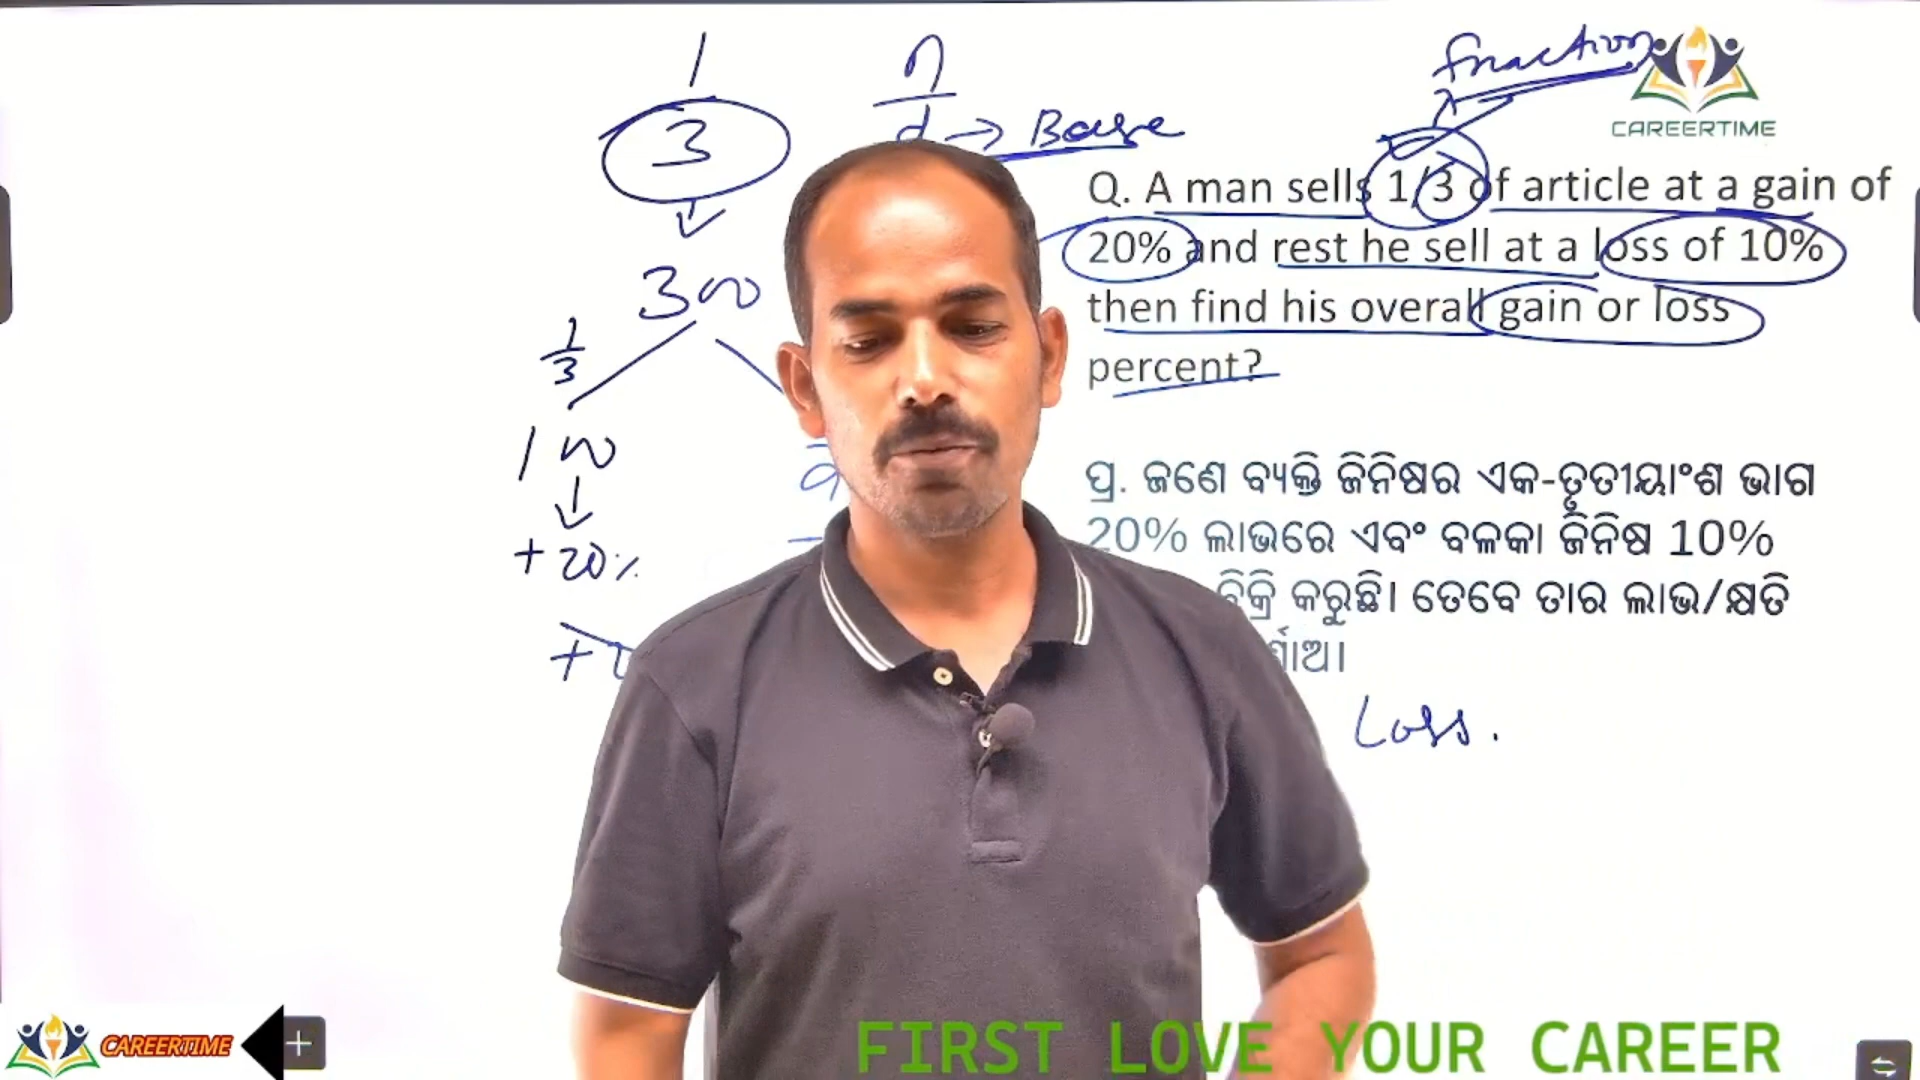 1
3
n
d → Base
fraction
CAREERTIME
Q. A man sells 1/3 of article at a gain of
20% and rest he sell at a loss of 10%
then find his overall gain or loss
percent?
300
1/3
100
+20%
ପ୍ର. ଜଣେ ବ୍ୟକ୍ତି ଜିନିଷର ଏକ-ତୃତୀୟାଂଶ ଭାଗ
20% ଲାଭରେ ଏବଂ ବଳକା ଜିନିଷ 10%
କରୁଛି। ତେବେ ତାର ଲାଭ/କ୍ଷତି
Loss.
CAREERTIME
FIRST LOVE YOUR CAREER